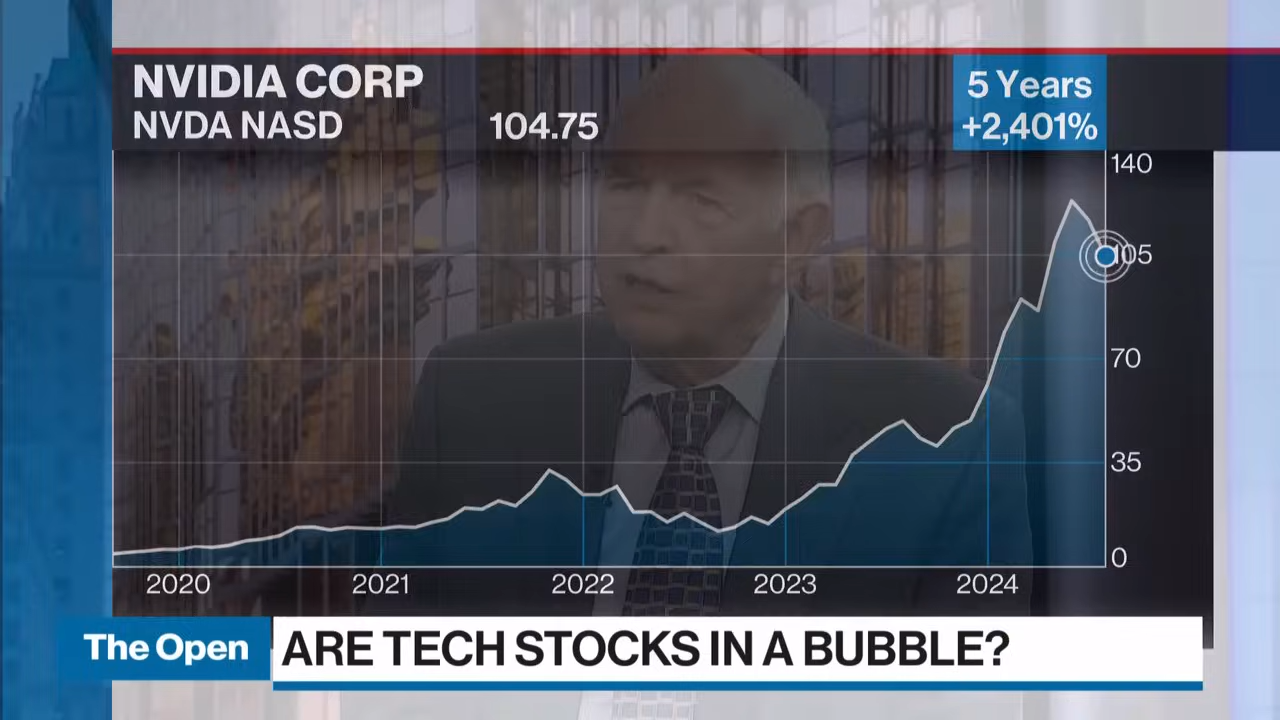 NVIDIA CORP
NVDA NASD 104.75
5 Years
+2,401%
140
105
70
35
0
2020 2021 2022 2023 2024
The Open
ARE TECH STOCKS IN A BUBBLE?